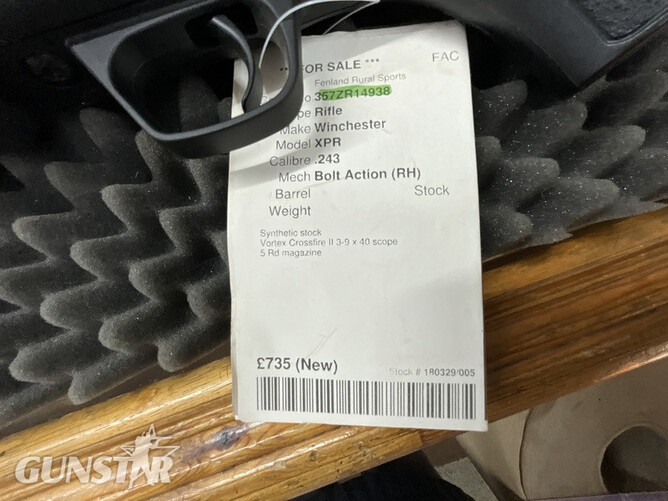 *** FOR SALE ***
FAC
Fenland Rural Sports
o 357ZR14938
pe Rifle
Make Winchester
Model XPR
Calibre .243
Mech Bolt Action (RH)
Barrel Stock
Weight
Synthetic stock
Vortex Crossfire II 3-9 x 40 scope
5 Rd magazine
£735 (New)
Stock # 180329/005
GUNSTAR